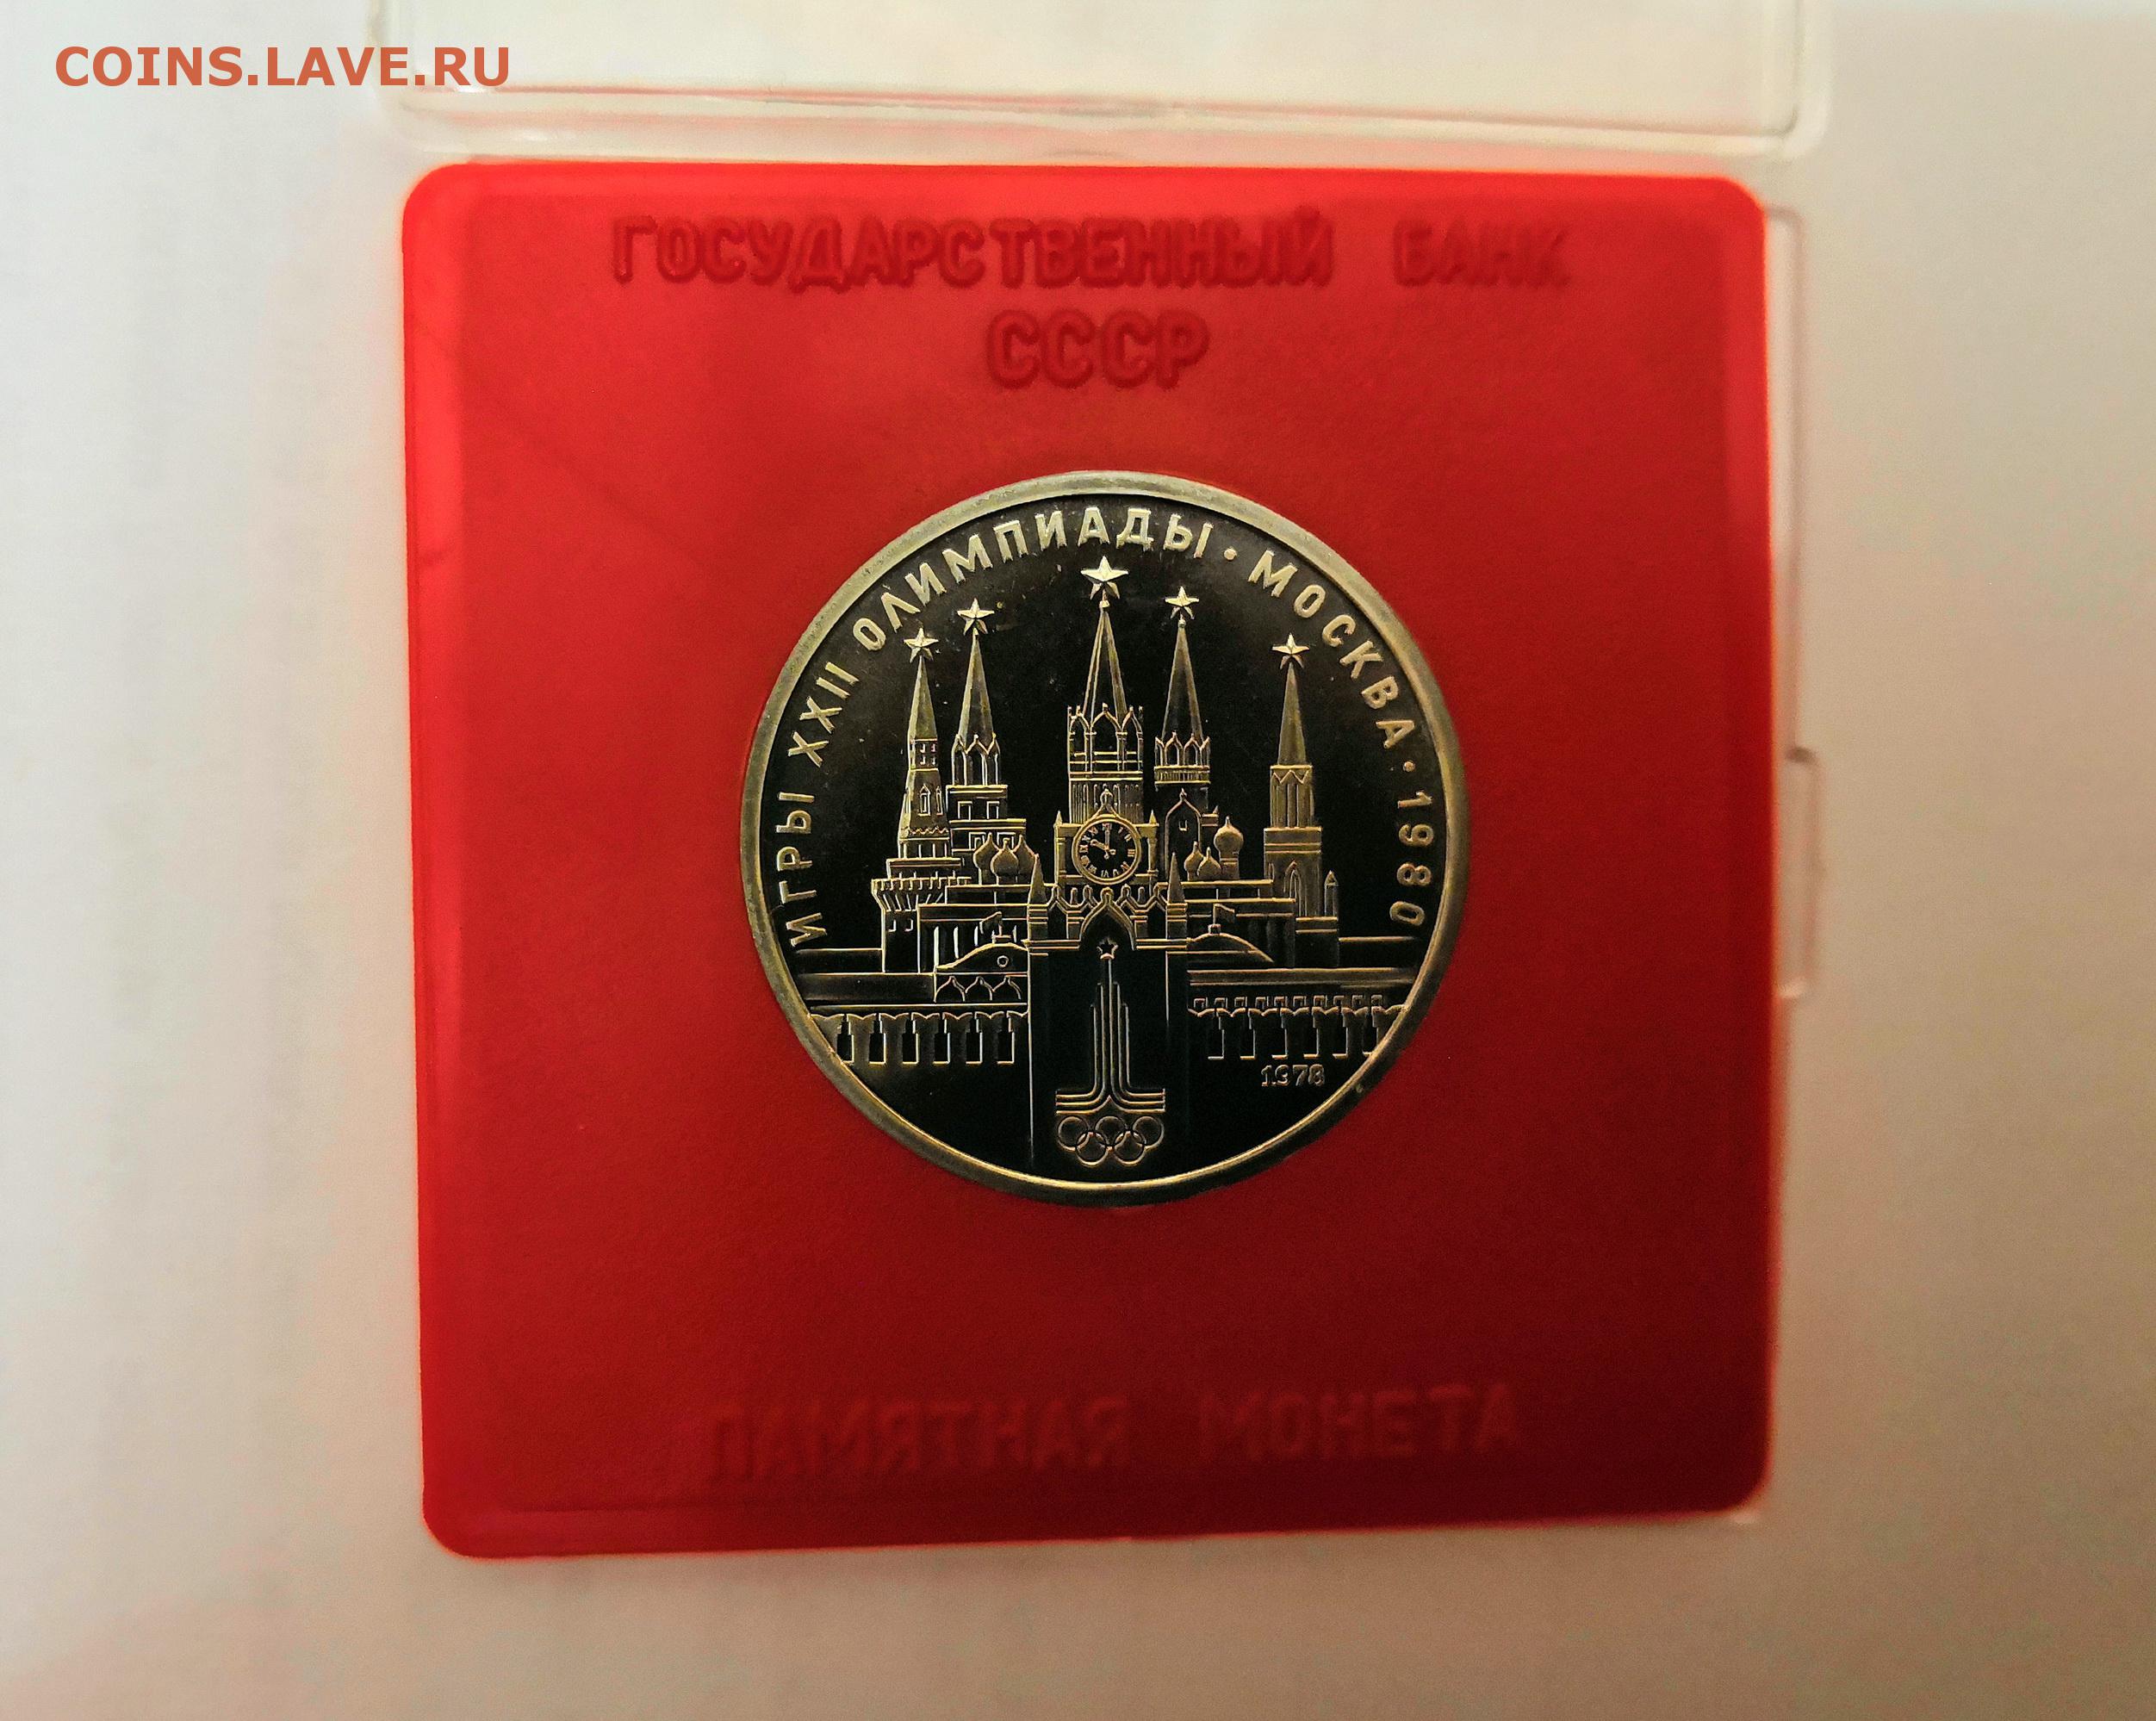 COINS.LAVE.RU
ГОСУДАРСТВЕННЫЙ БАНК
СССР
ИГРЫ XXII ОЛИМПИАДЫ · МОСКВА · 1980
1978
ПАМЯТНАЯ МОНЕТА